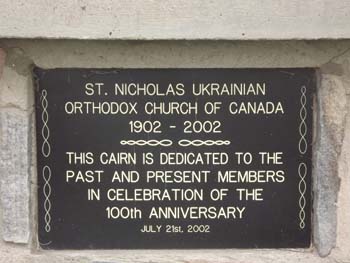 ST. NICHOLAS UKRAINIAN
ORTHODOX CHURCH OF CANADA
1902 - 2002
THIS CAIRN IS DEDICATED TO THE
PAST AND PRESENT MEMBERS
IN CELEBRATION OF THE
100th ANNIVERSARY
JULY 21st, 2002